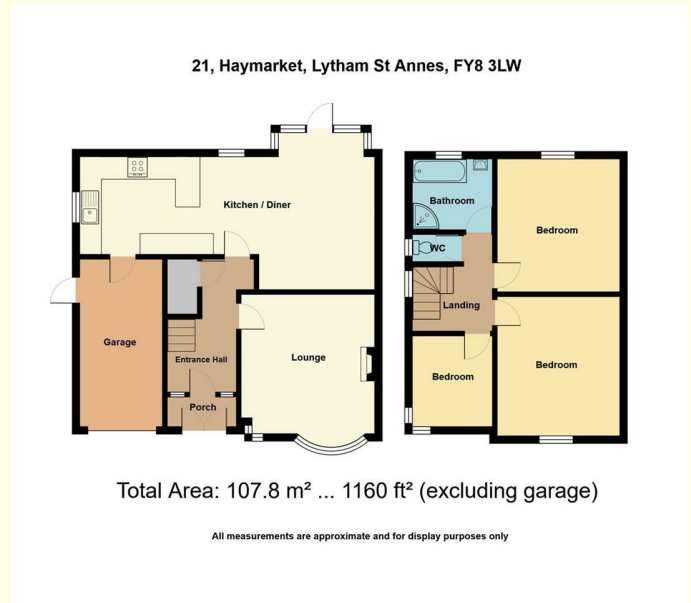 21, Haymarket, Lytham St Annes, FY8 3LW
Kitchen / Diner
Garage
Entrance Hall
Porch
Lounge
Bathroom
WC
Landing
Bedroom
Bedroom
Bedroom
Total Area: 107.8 m² ... 1160 ft² (excluding garage)
All measurements are approximate and for display purposes only